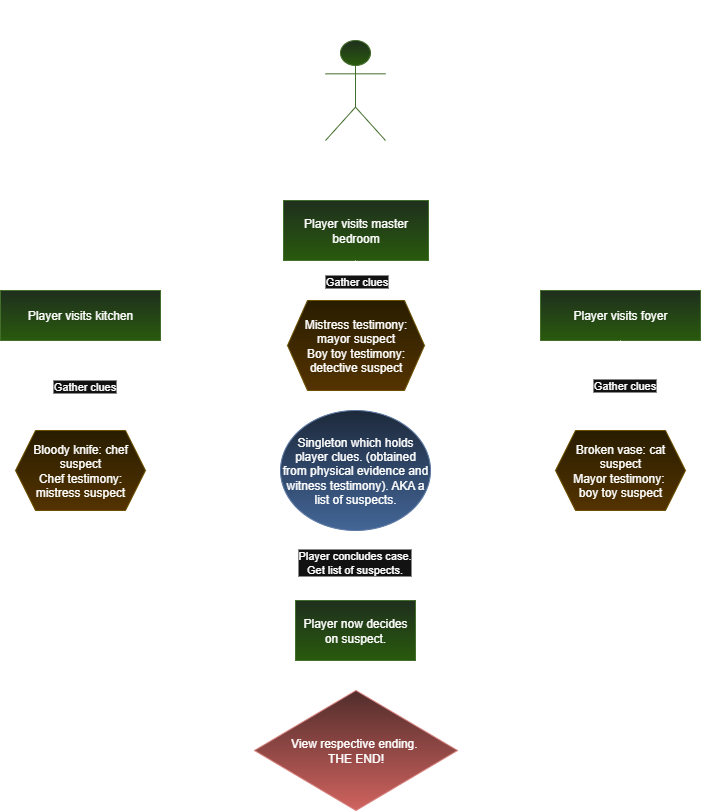 Player visits master
bedroom
Gather clues
Player visits kitchen
Player visits foyer
Mistress testimony:
mayor suspect
Boy toy testimony:
detective suspect
Gather clues
Gather clues
Bloody knife: chef
suspect
Chef testimony:
mistress suspect
Singleton which holds
player clues. (obtained
from physical evidence and
witness testimony). AKA a
list of suspects.
Broken vase: cat
suspect
Mayor testimony:
boy toy suspect
Player concludes case.
Get list of suspects.
Player now decides
on suspect.
View respective ending.
THE END!